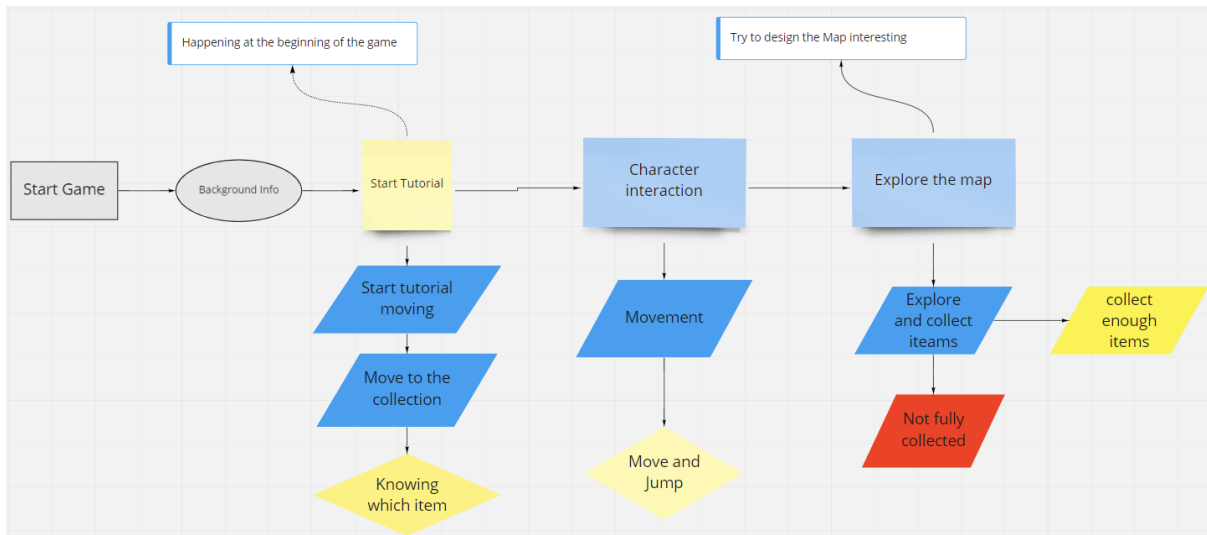 Happening at the beginning of the game
Try to design the Map interesting
Start Game
Background Info
Start Tutorial
Character
interaction
Explore the map
Start tutorial
moving
Movement
Explore
and collect
iteams
collect
enough
items
Move to the
collection
Not fully
collected
Knowing
which item
Move and
Jump